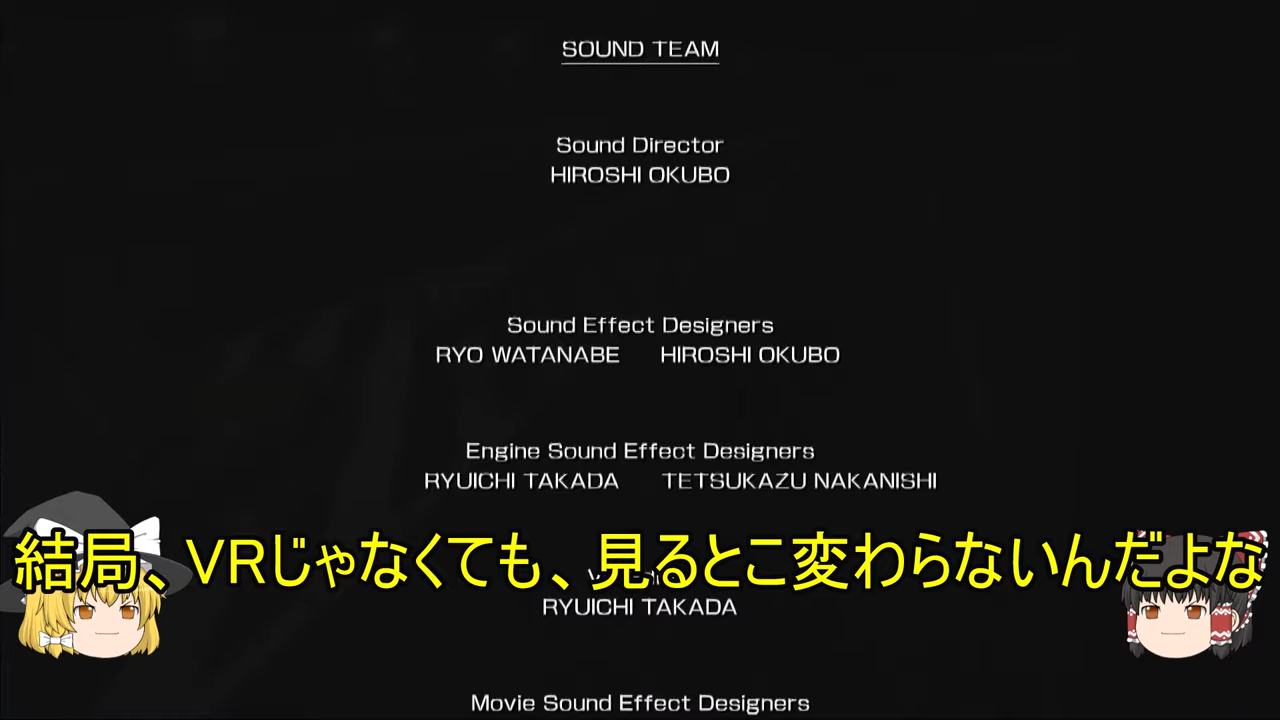 SOUND TEAM
Sound Director
HIROSHI OKUBO
Sound Effect Designers
RYO WATANABE HIROSHI OKUBO
Engine Sound Effect Designers
RYUICHI TAKADA TETSUKAZU NAKANISHI
結局、VRじゃなくても、見るとこ変わらないんだよな
RYUICHI TAKADA
Movie Sound Effect Designers